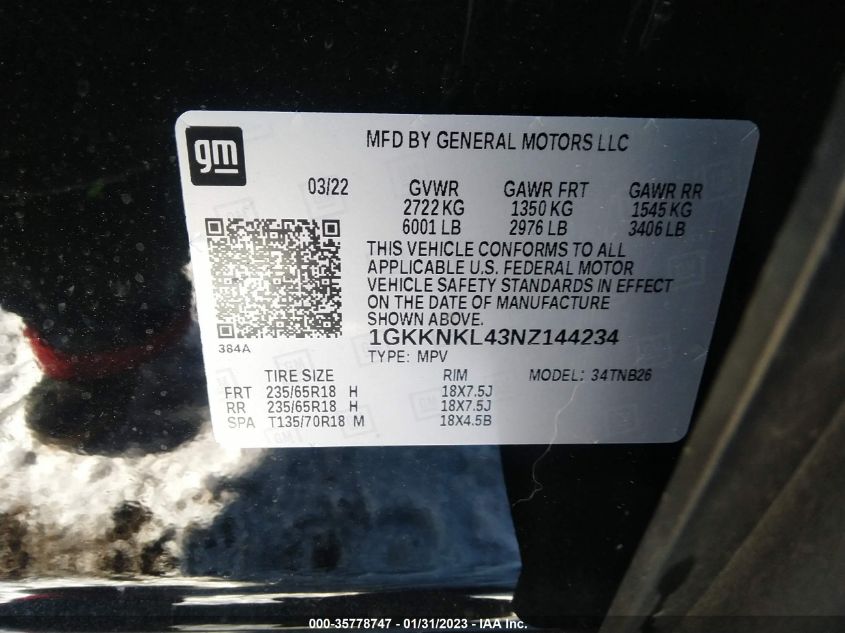 gm
MFD BY GENERAL MOTORS LLC
03/22 GVWR GAWR FRT GAWR RR
2722 KG 1350 KG 1545 KG
6001 LB 2976 LB 3406 LB
THIS VEHICLE CONFORMS TO ALL
APPLICABLE U.S. FEDERAL MOTOR
VEHICLE SAFETY STANDARDS IN EFFECT
ON THE DATE OF MANUFACTURE
SHOWN ABOVE.
384A
1GKKNKL43NZ144234
TYPE: MPV
TIRE SIZE RIM MODEL: 34TNB26
FRT 235/65R18 H 18X7.5J
RR 235/65R18 H 18X7.5J
SPA T135/70R18 M 18X4.5B
000-35778747 - 01/31/2023 - IAA Inc.